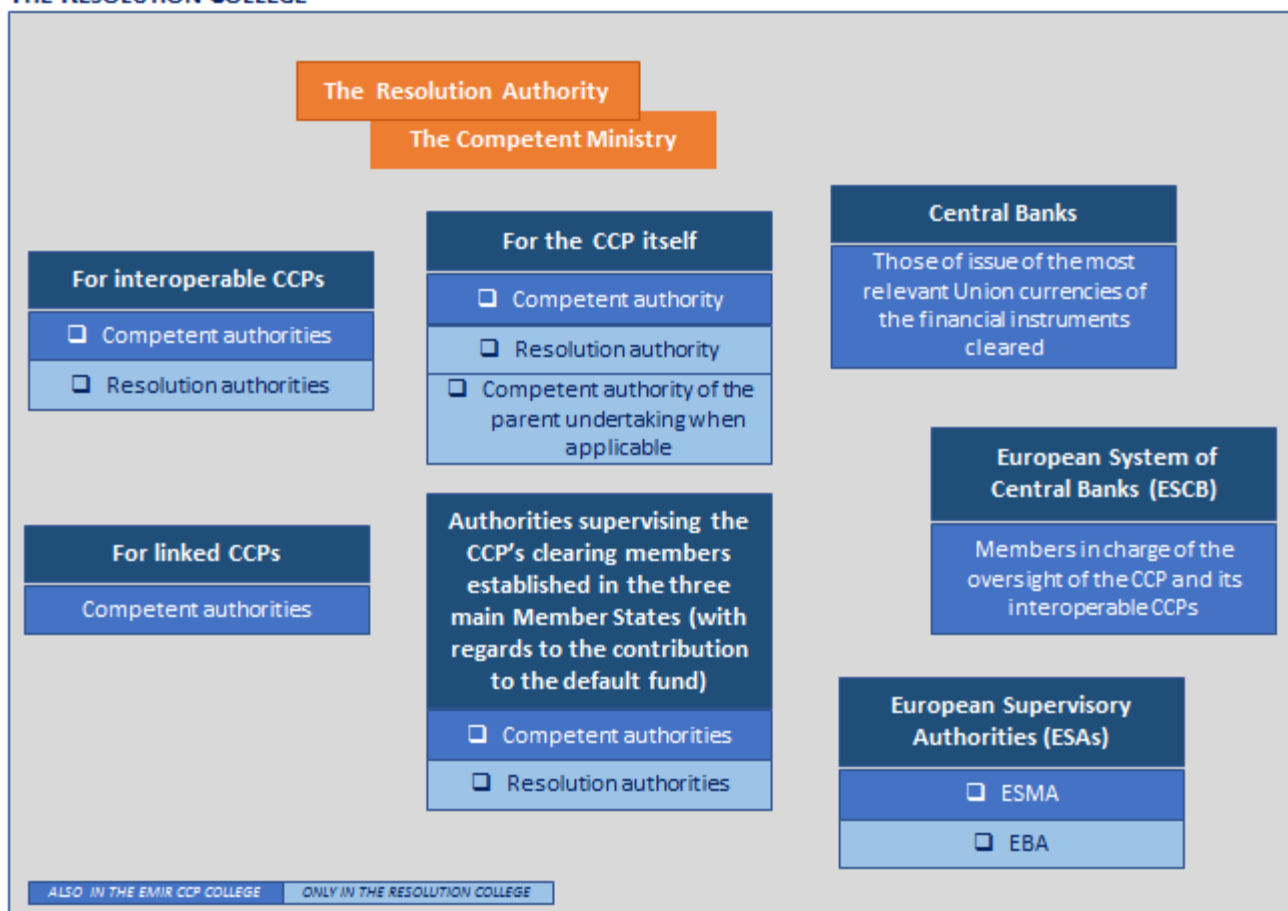 THE RESOLUTION COLLEGE
The Resolution Authority
The Competent Ministry
For interoperable CCPs
❑ Competent authorities
❑ Resolution authorities
For the CCP itself
❑ Competent authority
❑ Resolution authority
❑ Competent authority of the
parent undertaking when
applicable
Central Banks
Those of issue of the most
relevant Union currencies of
the financial instruments
cleared
For linked CCPs
Competent authorities
Authorities supervising the
CCP's clearing members
established in the three
main Member States (with
regards to the contribution
to the default fund)
❑ Competent authorities
❑ Resolution authorities
European System of
Central Banks (ESCB)
Members in charge of the
oversight of the CCP and its
interoperable CCPs
European Supervisory
Authorities (ESAs)
❑ ESMA
❑ EBA
ALSO IN THE EMIR CCP COLLEGE
ONLY IN THE RESOLUTION COLLEGE